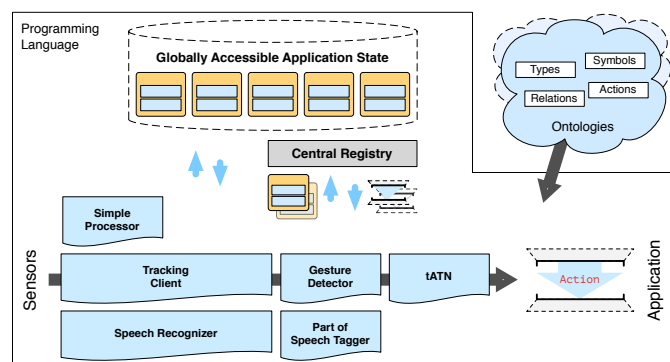 Programming
Language
Globally Accessible Application State
Types
Symbols
Relations
Actions
Ontologies
Central Registry
Simple
Processor
Sensors
Tracking
Client
Gesture
Detector
tATN
Action
Application
Speech Recognizer
Part of
Speech Tagger